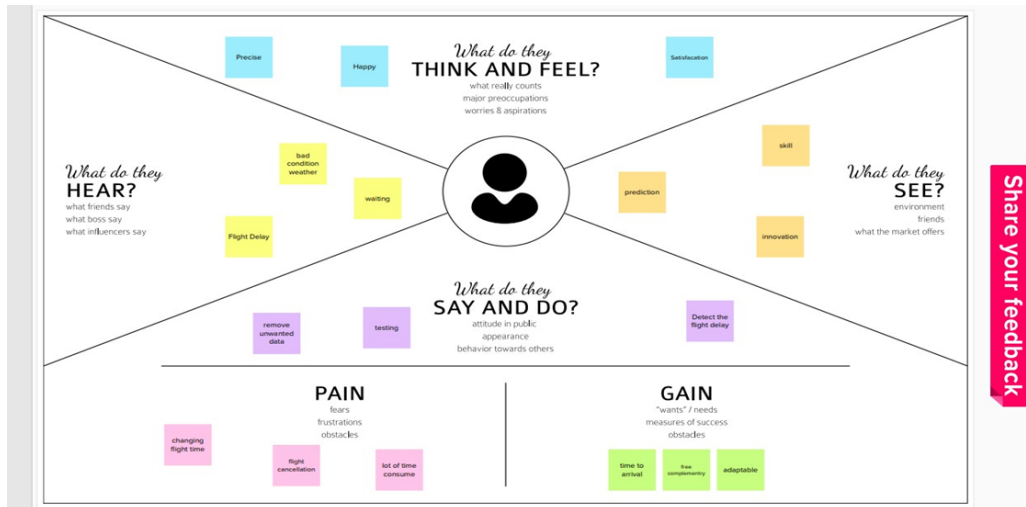 Precise
Happy
What do they
THINK AND FEEL?
what really counts
major preoccupations
worries & aspirations
Satisfacation
What do they
HEAR?
what friends say
what boss say
what influencers say
bad
condition
weather
waiting
Flight Delay
prediction
skill
innovation
What do they
SEE?
environment
friends
what the market offers
What do they
SAY AND DO?
attitude in public
appearance
behavior towards others
remove
unwanted
data
testing
Detect the
flight delay
PAIN
fears
frustrations
obstacles
changing
flight time
flight
cancellation
lot of time
consume
GAIN
"wants" / needs
measures of success
obstacles
time to
arrival
free
complementry
adaptable
Share your feedback